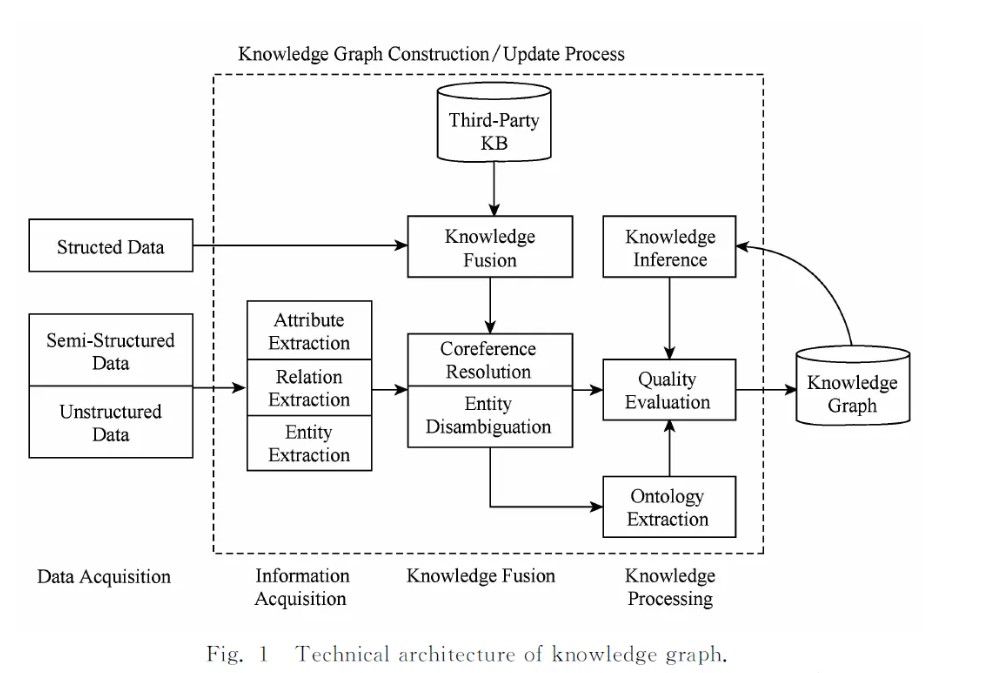 Knowledge Graph Construction/Update Process
Third-Party
KB
Structed Data
Knowledge
Fusion
Knowledge
Inference
Semi-Structured
Data
Unstructured
Data
Attribute
Extraction
Relation
Extraction
Entity
Extraction
Coreference
Resolution
Entity
Disambiguation
Quality
Evaluation
Knowledge
Graph
Ontology
Extraction
Data Acquisition
Information
Acquisition
Knowledge Fusion
Knowledge
Processing
Fig. 1 Technical architecture of knowledge graph.